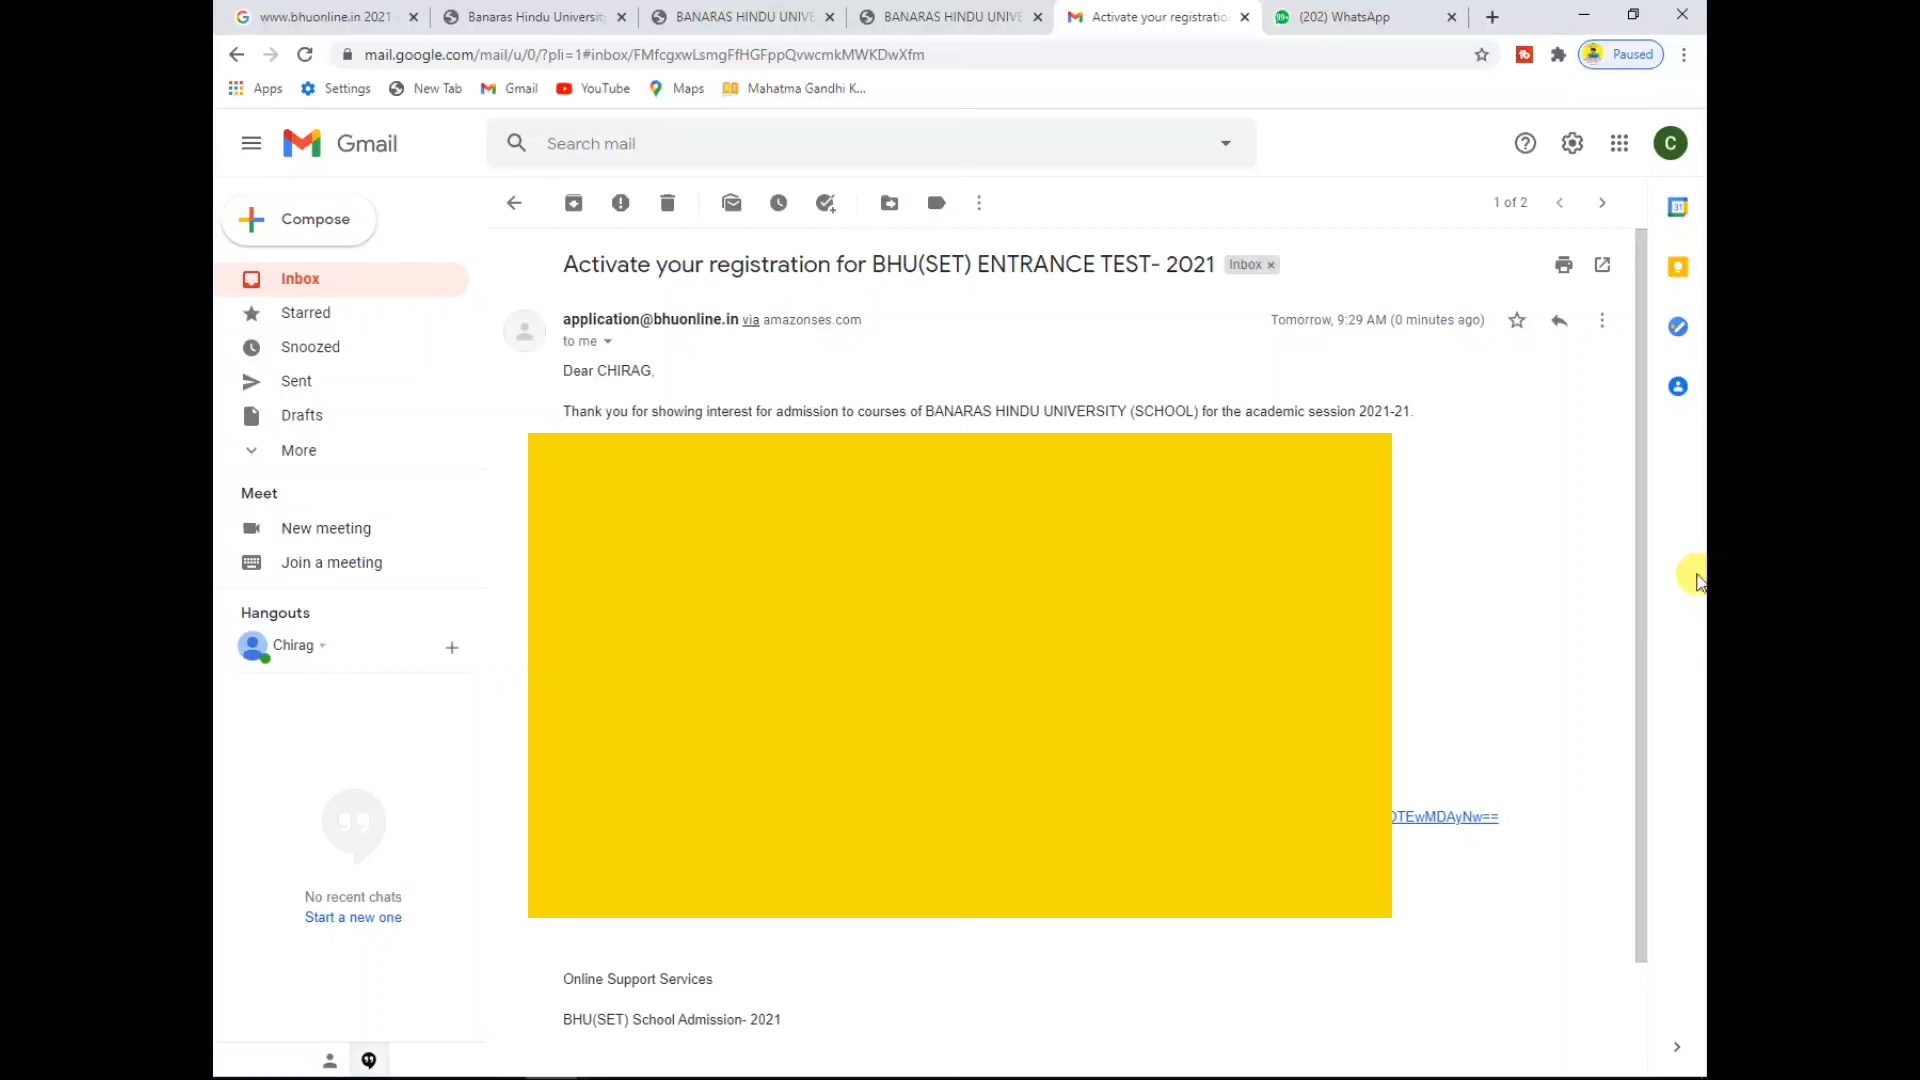 www.bhuonline.in 2021
Banaras Hindu University
BANARAS HINDU UNIVE
BANARAS HINDU UNIVE
Activate your registratio
99+ (202) WhatsApp
mail.google.com/mail/u/0/?pli=1#inbox/FMfcgxwLsmgFfHGFppQvwcmkMWKDwXfm
Paused
Apps Settings New Tab Gmail YouTube Maps Mahatma Gandhi K...
Gmail
Search mail
C
Compose
1 of 2
31
Inbox
Starred
Snoozed
Sent
Drafts
More
Meet
New meeting
Join a meeting
Hangouts
Chirag
No recent chats
Start a new one
Activate your registration for BHU(SET) ENTRANCE TEST- 2021 Inbox ×
application@bhuonline.in via amazonses.com
Tomorrow, 9:29 AM (0 minutes ago)
to me
Dear CHIRAG,
Thank you for showing interest for admission to courses of BANARAS HINDU UNIVERSITY (SCHOOL) for the academic session 2021-21.
TEwMDAyNw==
Online Support Services
BHU(SET) School Admission- 2021